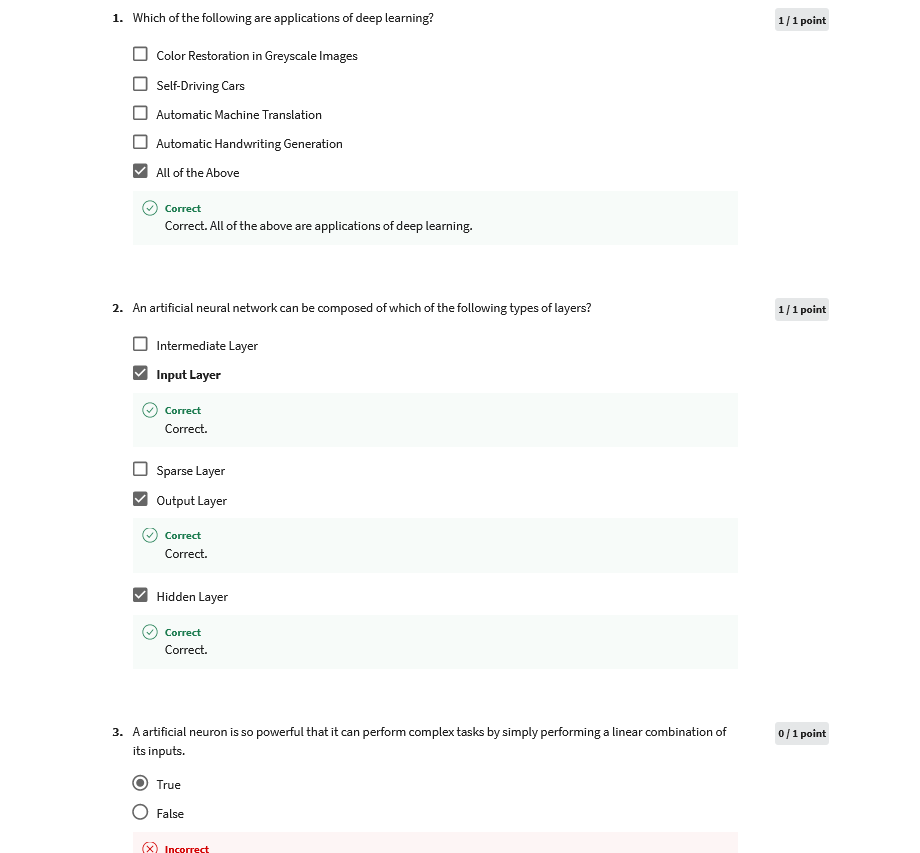 1. Which of the following are applications of deep learning?
1 / 1 point
Color Restoration in Greyscale Images
Self-Driving Cars
Automatic Machine Translation
Automatic Handwriting Generation
All of the Above
Correct
Correct. All of the above are applications of deep learning.
2. An artificial neural network can be composed of which of the following types of layers?
1 / 1 point
Intermediate Layer
Input Layer
Correct
Correct.
Sparse Layer
Output Layer
Correct
Correct.
Hidden Layer
Correct
Correct.
3. A artificial neuron is so powerful that it can perform complex tasks by simply performing a linear combination of
its inputs.
0 / 1 point
True
False
Incorrect